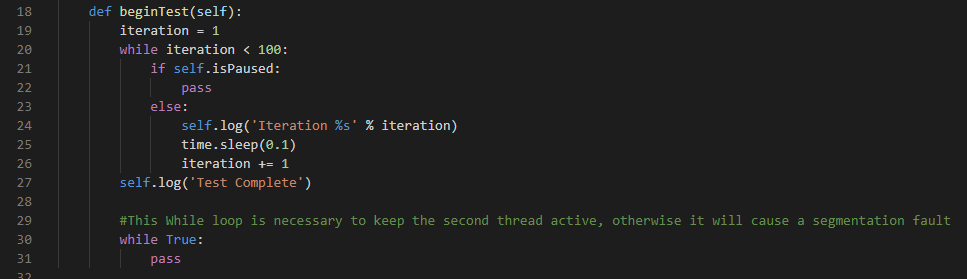 18 def beginTest(self):
19 iteration = 1
20 while iteration < 100:
21 if self.isPaused:
22 pass
23 else:
24 self.log('Iteration %s' % iteration)
25 time.sleep(0.1)
26 iteration += 1
27 self.log('Test Complete')
28
29 #This While loop is necessary to keep the second thread active, otherwise it will cause a segmentation fault
30 while True:
31 pass
32